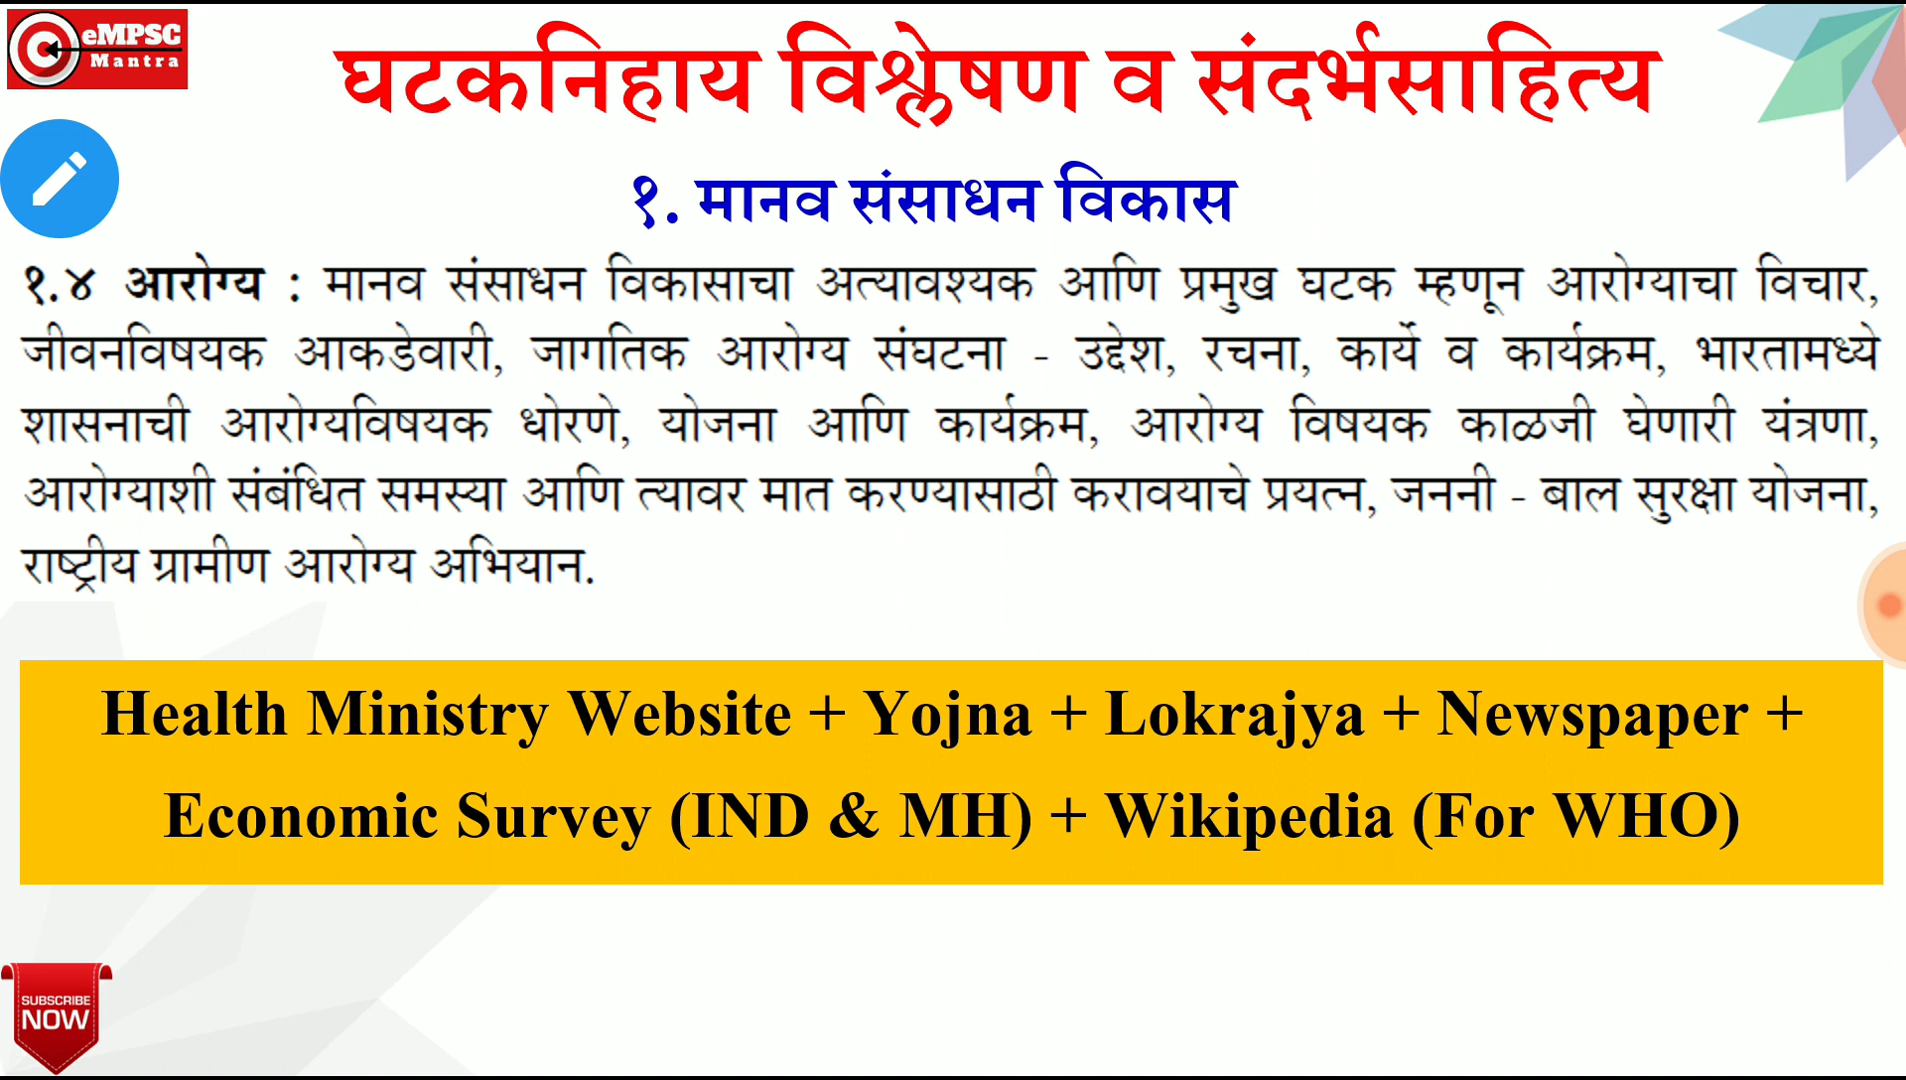 eMPSC
Mantra
घटकनिहाय विश्लेषण व संदर्भसाहित्य
१. मानव संसाधन विकास
१.४ आरोग्य : मानव संसाधन विकासाचा अत्यावश्यक आणि प्रमुख घटक म्हणून आरोग्याचा विचार,
जीवनविषयक आकडेवारी, जागतिक आरोग्य संघटना - उद्देश, रचना, कार्ये व कार्यक्रम, भारतामध्ये
शासनाची आरोग्यविषयक धोरणे, योजना आणि कार्यक्रम, आरोग्य विषयक काळजी घेणारी यंत्रणा,
आरोग्याशी संबंधित समस्या आणि त्यावर मात करण्यासाठी करावयाचे प्रयत्न, जननी - बाल सुरक्षा योजना,
राष्ट्रीय ग्रामीण आरोग्य अभियान.
Health Ministry Website + Yojna + Lokrajya + Newspaper +
Economic Survey (IND & MH) + Wikipedia (For WHO)
SUBSCRIBE
NOW